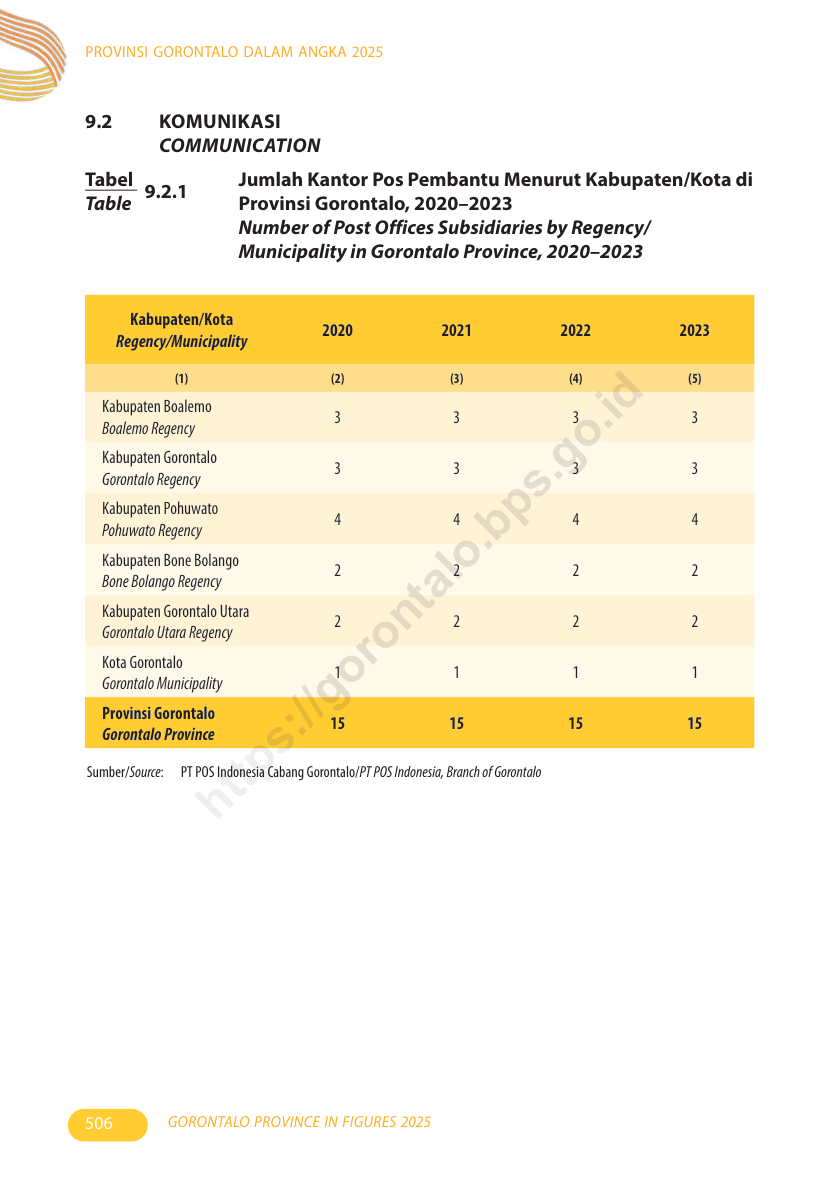 PROVINSI GORONTALO DALAM ANGKA 2025
9.2 KOMUNIKASI
COMMUNICATION
Tabel
Table
9.2.1
Jumlah Kantor Pos Pembantu Menurut Kabupaten/Kota di
Provinsi Gorontalo, 2020–2023
Number of Post Offices Subsidiaries by Regency/
Municipality in Gorontalo Province, 2020–2023
Kabupaten/Kota
Regency/Municipality
2020 2021 2022 2023
(1) (2) (3) (4) (5)
Kabupaten Boalemo
Boalemo Regency
3 3 3 3
Kabupaten Gorontalo
Gorontalo Regency
3 3 3 3
Kabupaten Pohuwato
Pohuwato Regency
4 4 4 4
Kabupaten Bone Bolango
Bone Bolango Regency
2 2 2 2
Kabupaten Gorontalo Utara
Gorontalo Utara Regency
2 2 2 2
Kota Gorontalo
Gorontalo Municipality
1 1 1 1
Provinsi Gorontalo
Gorontalo Province
15 15 15 15
Sumber/Source: PT POS Indonesia Cabang Gorontalo/PT POS Indonesia, Branch of Gorontalo
https://gorontalo.bps.go.id
506 GORONTALO PROVINCE IN FIGURES 2025